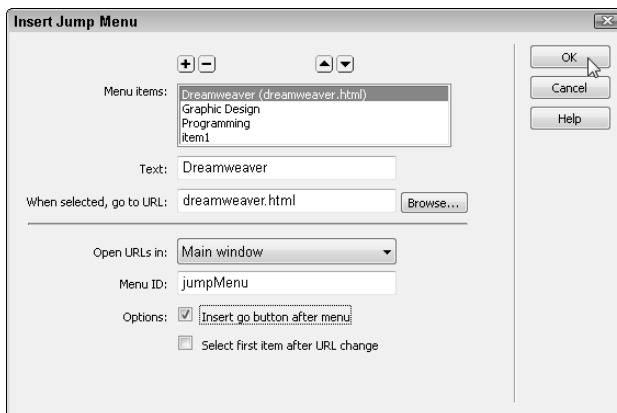 Insert Jump Menu
OK
Cancel
Help
Menu items:
Dreamweaver (dreamweaver.html)
Graphic Design
Programming
item1
Text: Dreamweaver
When selected, go to URL: dreamweaver.html Browse...
Open URLs in: Main window
Menu ID: jumpMenu
Options: Insert go button after menu
Select first item after URL change